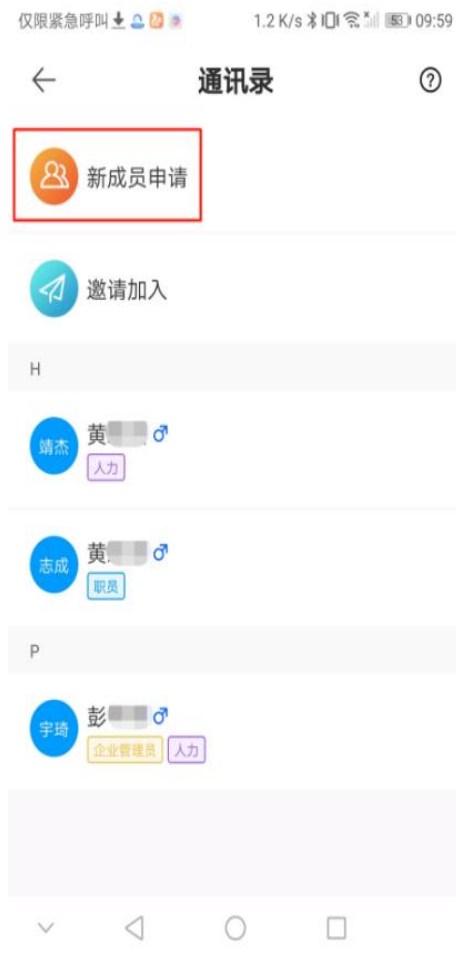 仅限紧急呼叫 1.2 K/s 53 09:59
通讯录
新成员申请
邀请加入
H
靖杰 黄
人力
志成 黄
职员
P
宇琦 彭
企业管理员 人力